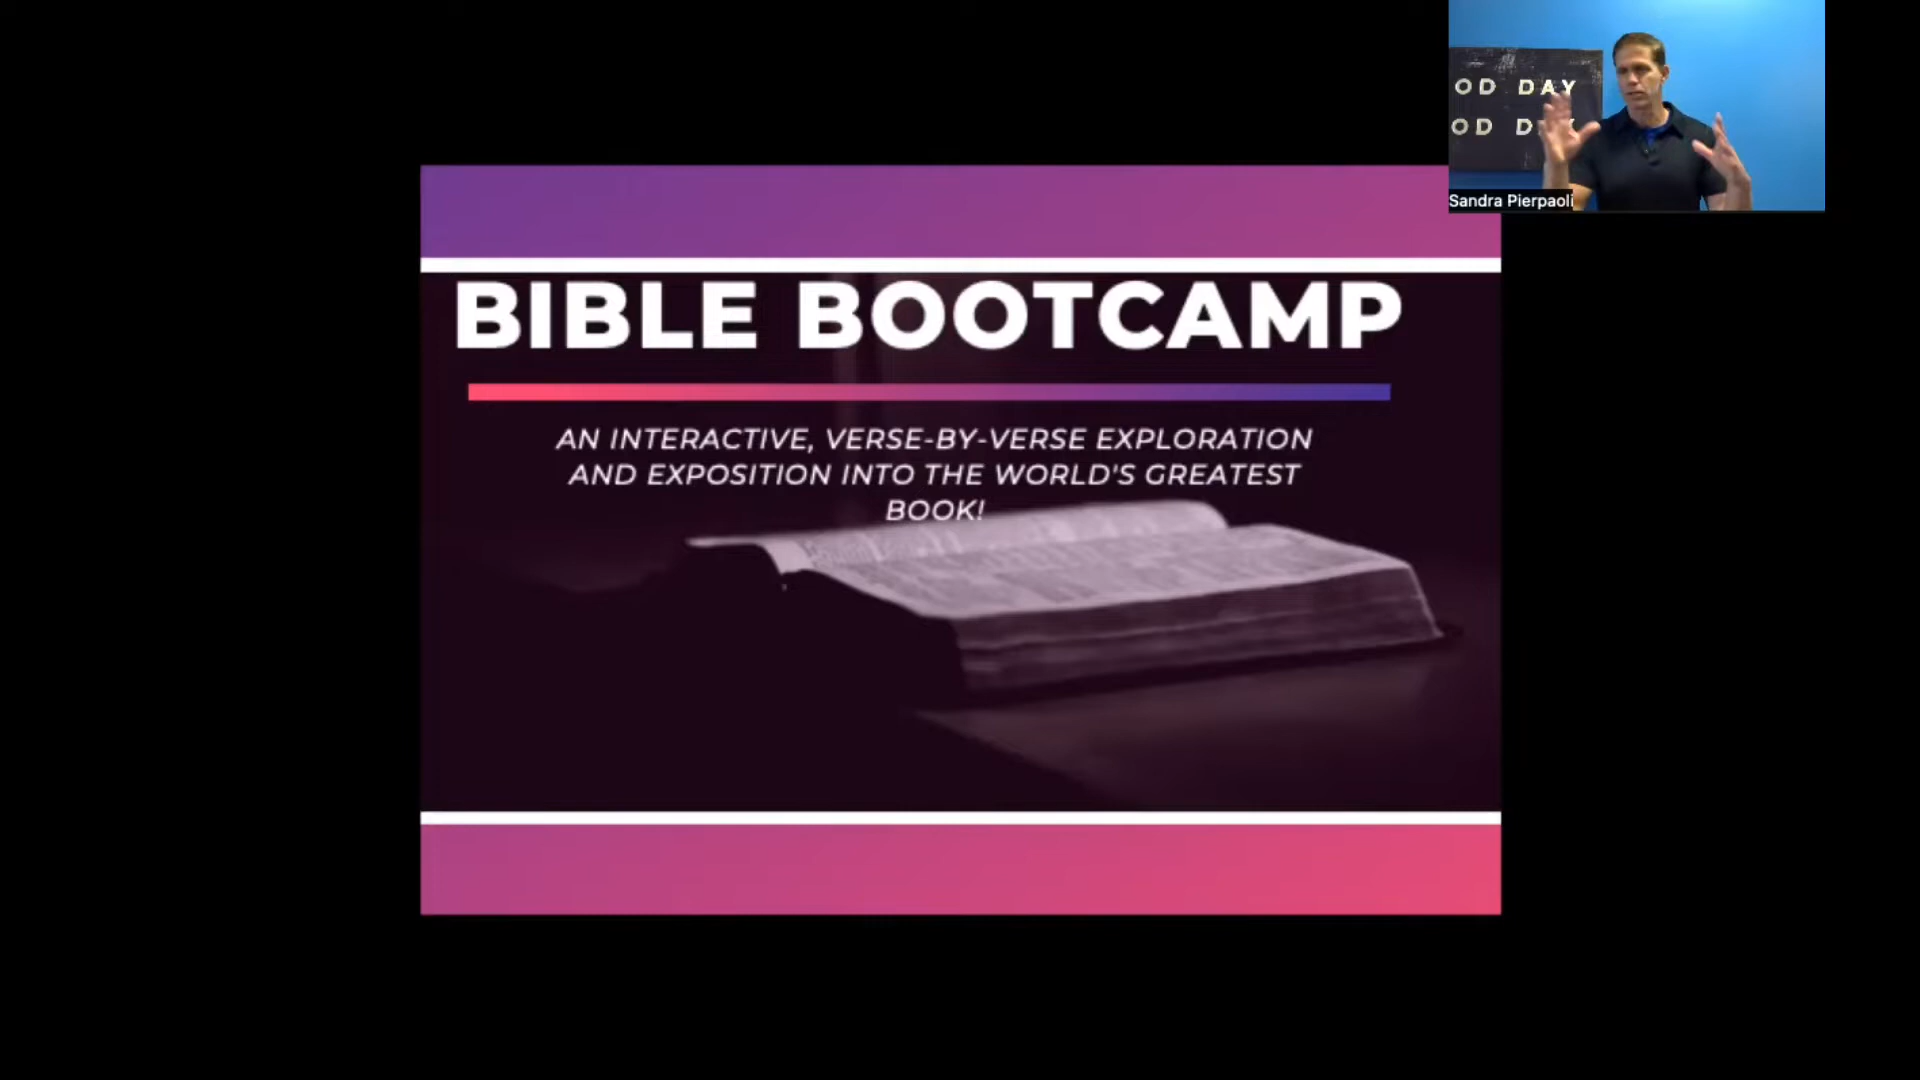 OD DAY
OD D
Sandra Pierpaoli
BIBLE BOOTCAMP
AN INTERACTIVE, VERSE-BY-VERSE EXPLORATION
AND EXPOSITION INTO THE WORLD'S GREATEST
BOOK!